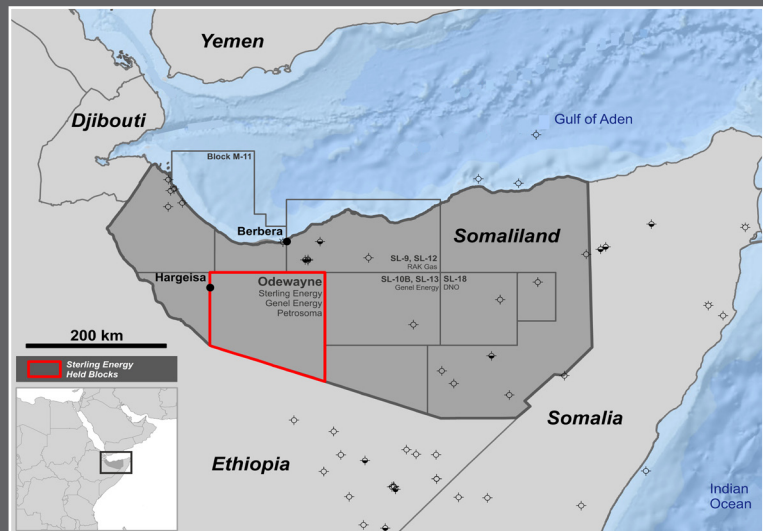 Yemen
Djibouti
Gulf of Aden
Block M-11
Berbera
Somaliland
SL-9, SL-12
RAK Gas
Hargeisa
Odewayne
Sterling Energy
Genel Energy
Petrosoma
SL-10B, SL-13
Genel Energy
SL-18
DNO
200 km
Sterling Energy
Held Blocks
Somalia
Ethiopia
Indian
Ocean